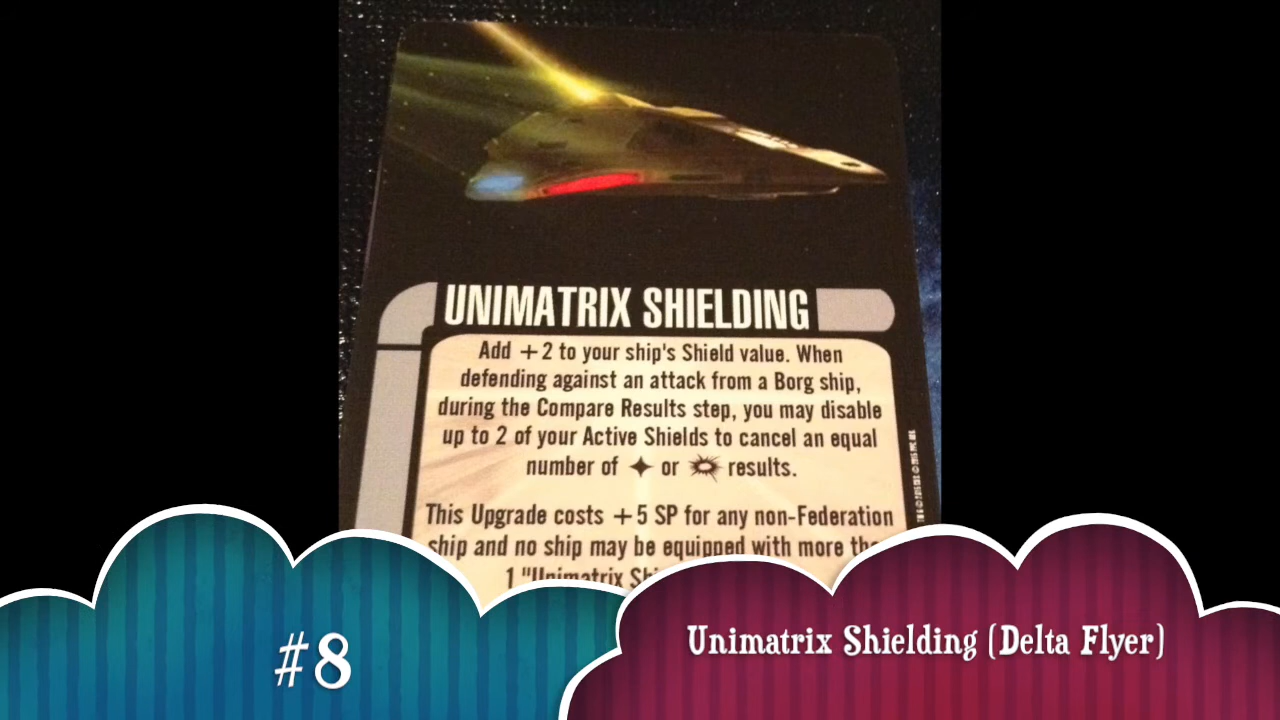 UNIMATRIX SHIELDING
Add +2 to your ship's Shield value. When
defending against an attack from a Borg ship,
during the Compare Results step, you may disable
up to 2 of your Active Shields to cancel an equal
number of or results.
This Upgrade costs +5 SP for any non-Federation
ship and no ship may be equipped with more
1 "Unimatrix
#8
Unimatrix Shielding (Delta Flyer)